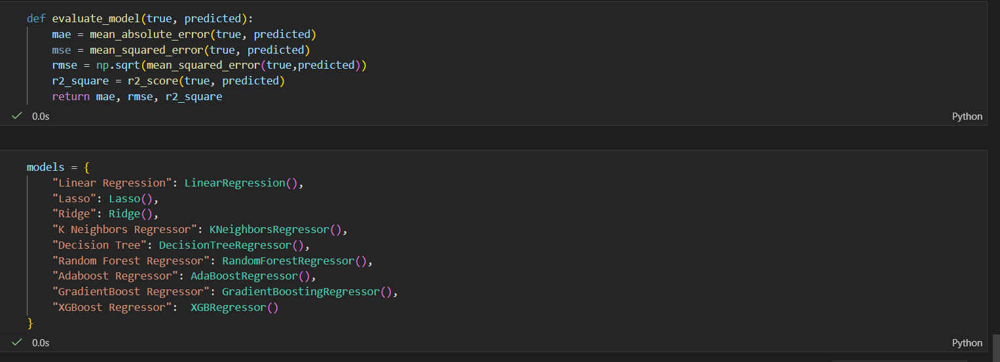 def evaluate_model(true, predicted):
    mae = mean_absolute_error(true, predicted)
    mse = mean_squared_error(true, predicted)
    rmse = np.sqrt(mean_squared_error(true,predicted))
    r2_square = r2_score(true, predicted)
    return mae, rmse, r2_square
0.0s Python
models = {
    "Linear Regression": LinearRegression(),
    "Lasso": Lasso(),
    "Ridge": Ridge(),
    "K Neighbors Regressor": KNeighborsRegressor(),
    "Decision Tree": DecisionTreeRegressor(),
    "Random Forest Regressor": RandomForestRegressor(),
    "Adaboost Regressor": AdaBoostRegressor(),
    "GradientBoost Regressor": GradientBoostingRegressor(),
    "XGBoost Regressor":  XGBRegressor()
}
0.0s Python